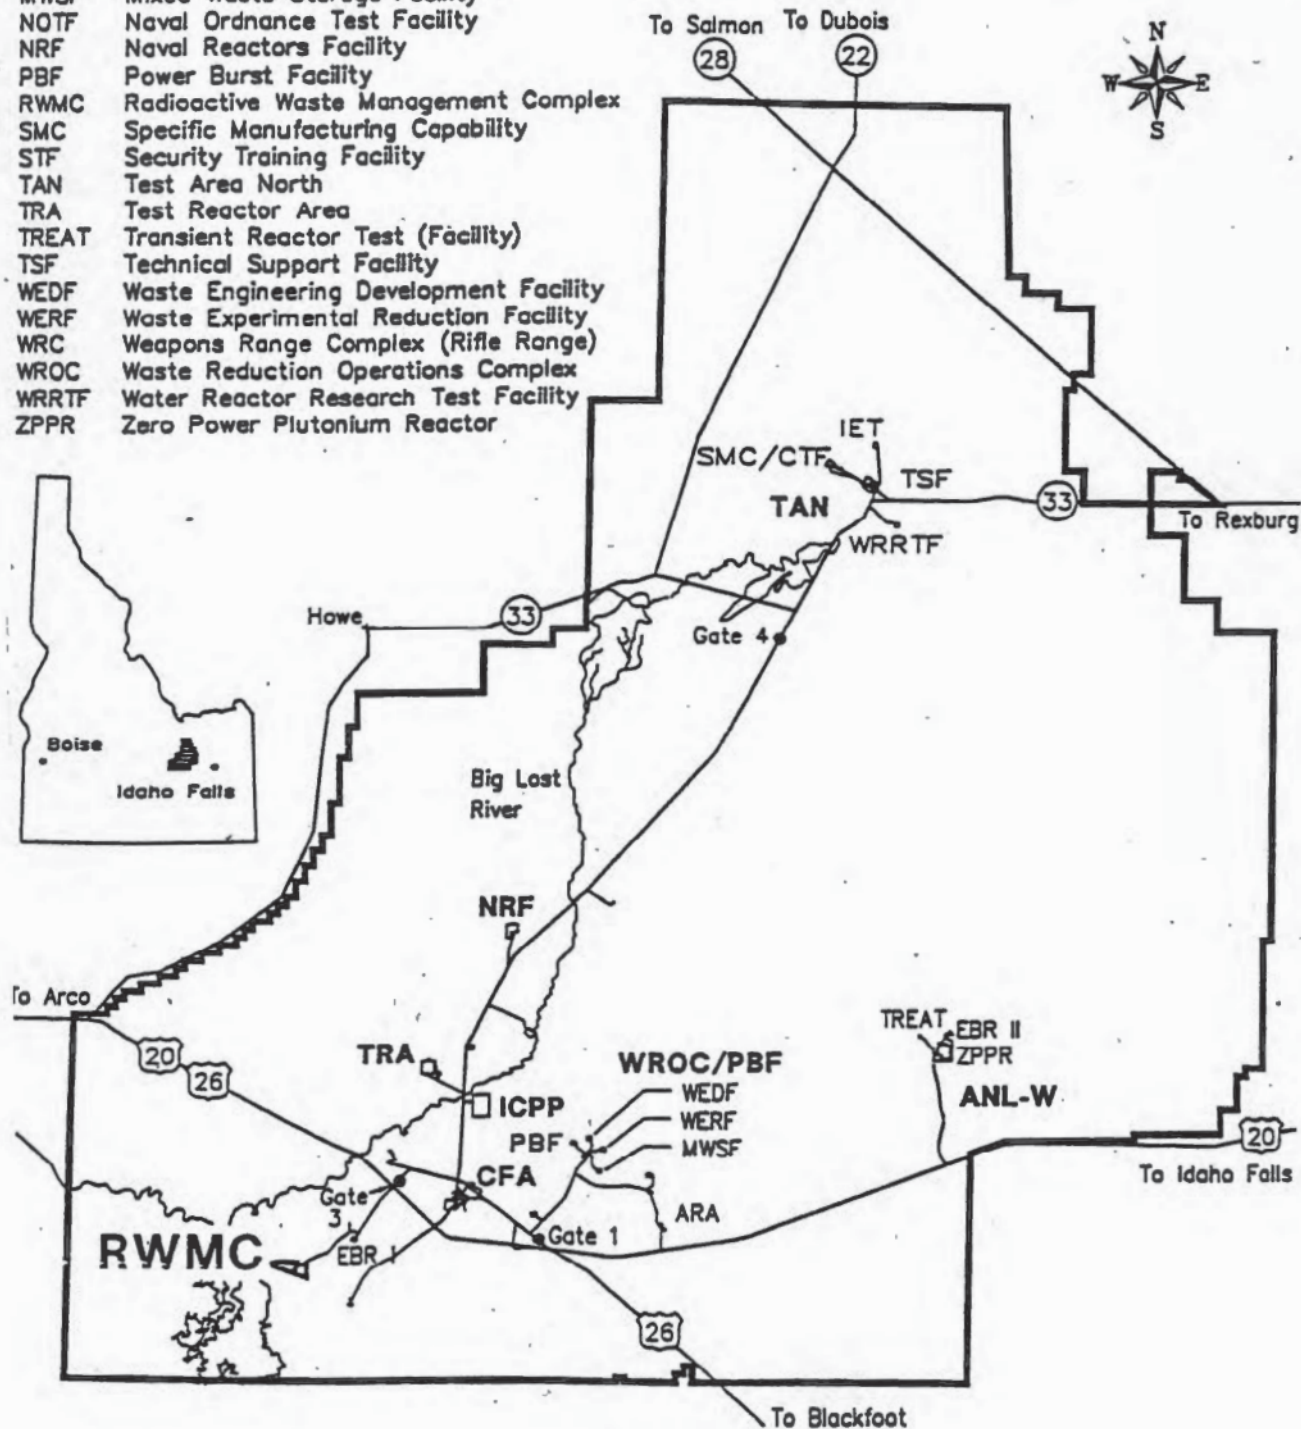 NOTF Naval Ordnance Test Facility
NRF Naval Reactors Facility
PBF Power Burst Facility
RWMC Radioactive Waste Management Complex
SMC Specific Manufacturing Capability
STF Security Training Facility
TAN Test Area North
TRA Test Reactor Area
TREAT Transient Reactor Test (Facility)
TSF Technical Support Facility
WEDF Waste Engineering Development Facility
WERF Waste Experimental Reduction Facility
WRC Weapons Range Complex (Rifle Range)
WROC Waste Reduction Operations Complex
WRRTF Water Reactor Research Test Facility
ZPPR Zero Power Plutonium Reactor
To Salmon
To Dubois
28
22
N
W E
S
IET
SMC/CTF
TSF
TAN
33
To Rexburg
WRRTF
Howe
33
Gate 4
Boise
Idaho Falls
Big Lost
River
NRF
To Arco
20
26
TRA
ICPP
WROC/PBF
WEDF
WERF
MWSF
PBF
TREAT
EBR II
ZPPR
ANL-W
20
To Idaho Falls
CFA
Gate
3
ARA
Gate 1
RWMC
EBR I
26
To Blackfoot